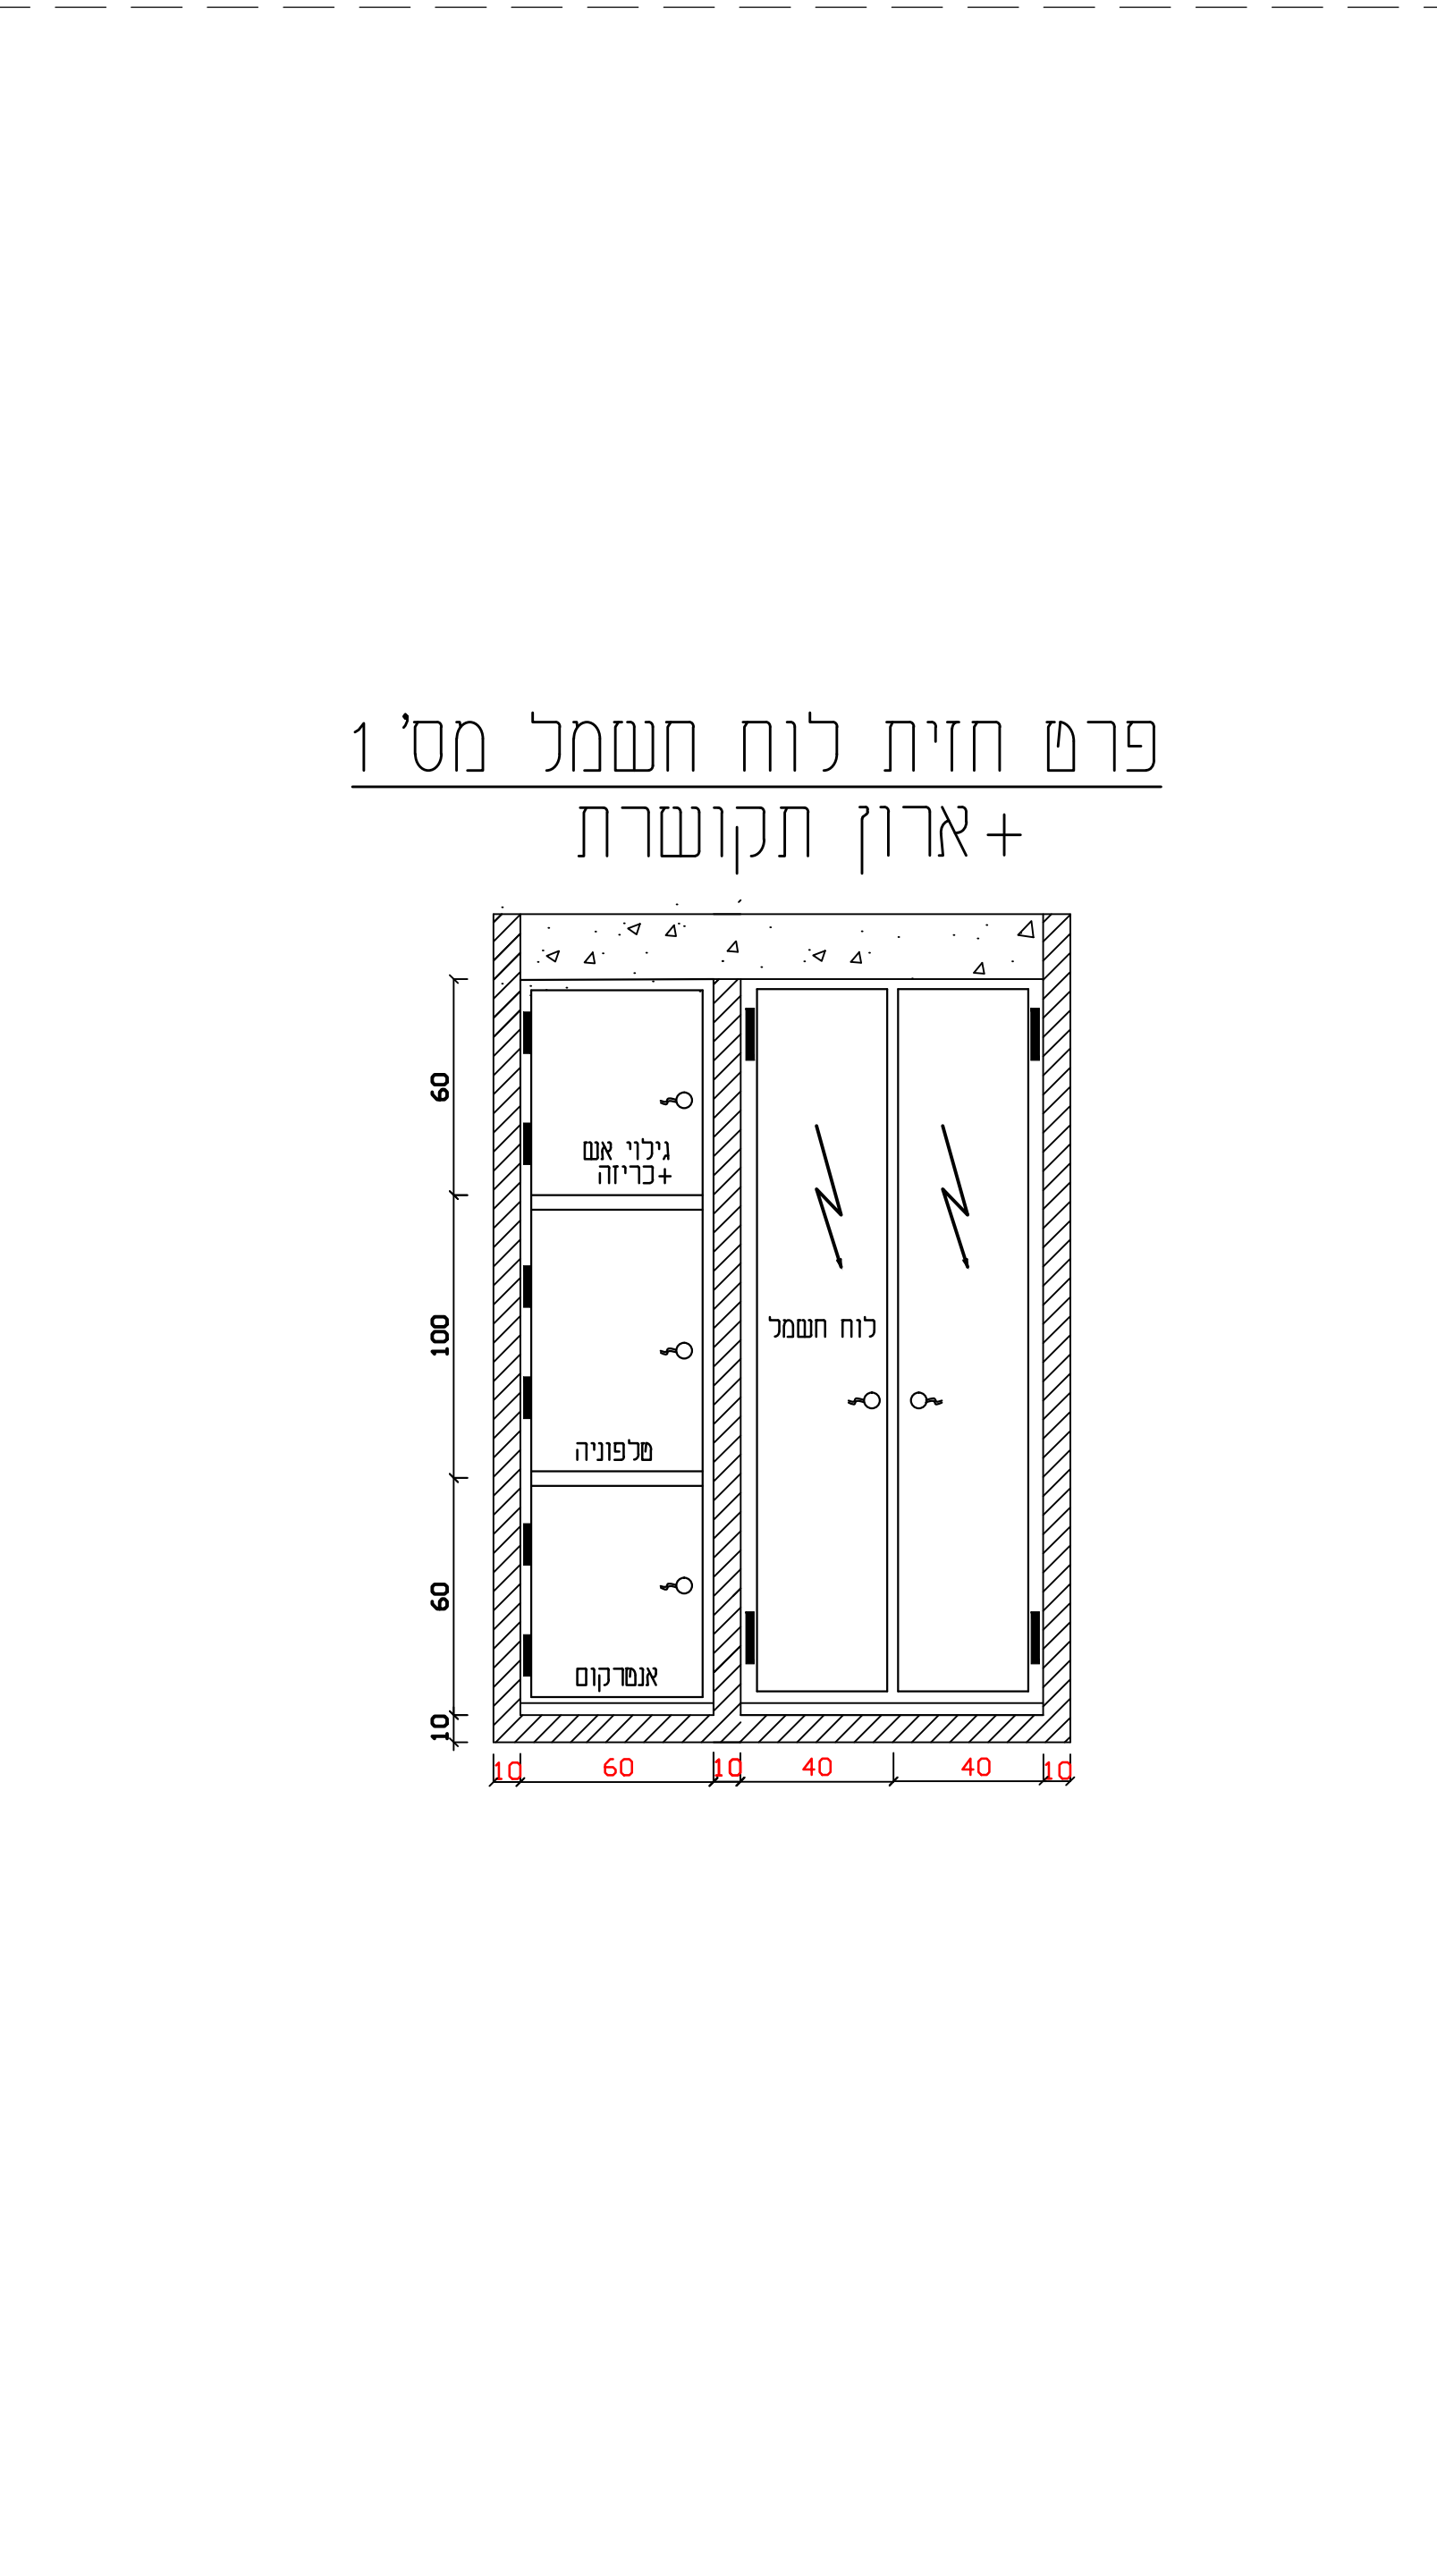 פרט חזית לוח חשמל מס' 1
+ארון תקושרת
60
גילוי אש
+כריזה
100
לוח חשמל
טלפוניה
60
אנטרקום
10
10 60 10 40 40 10